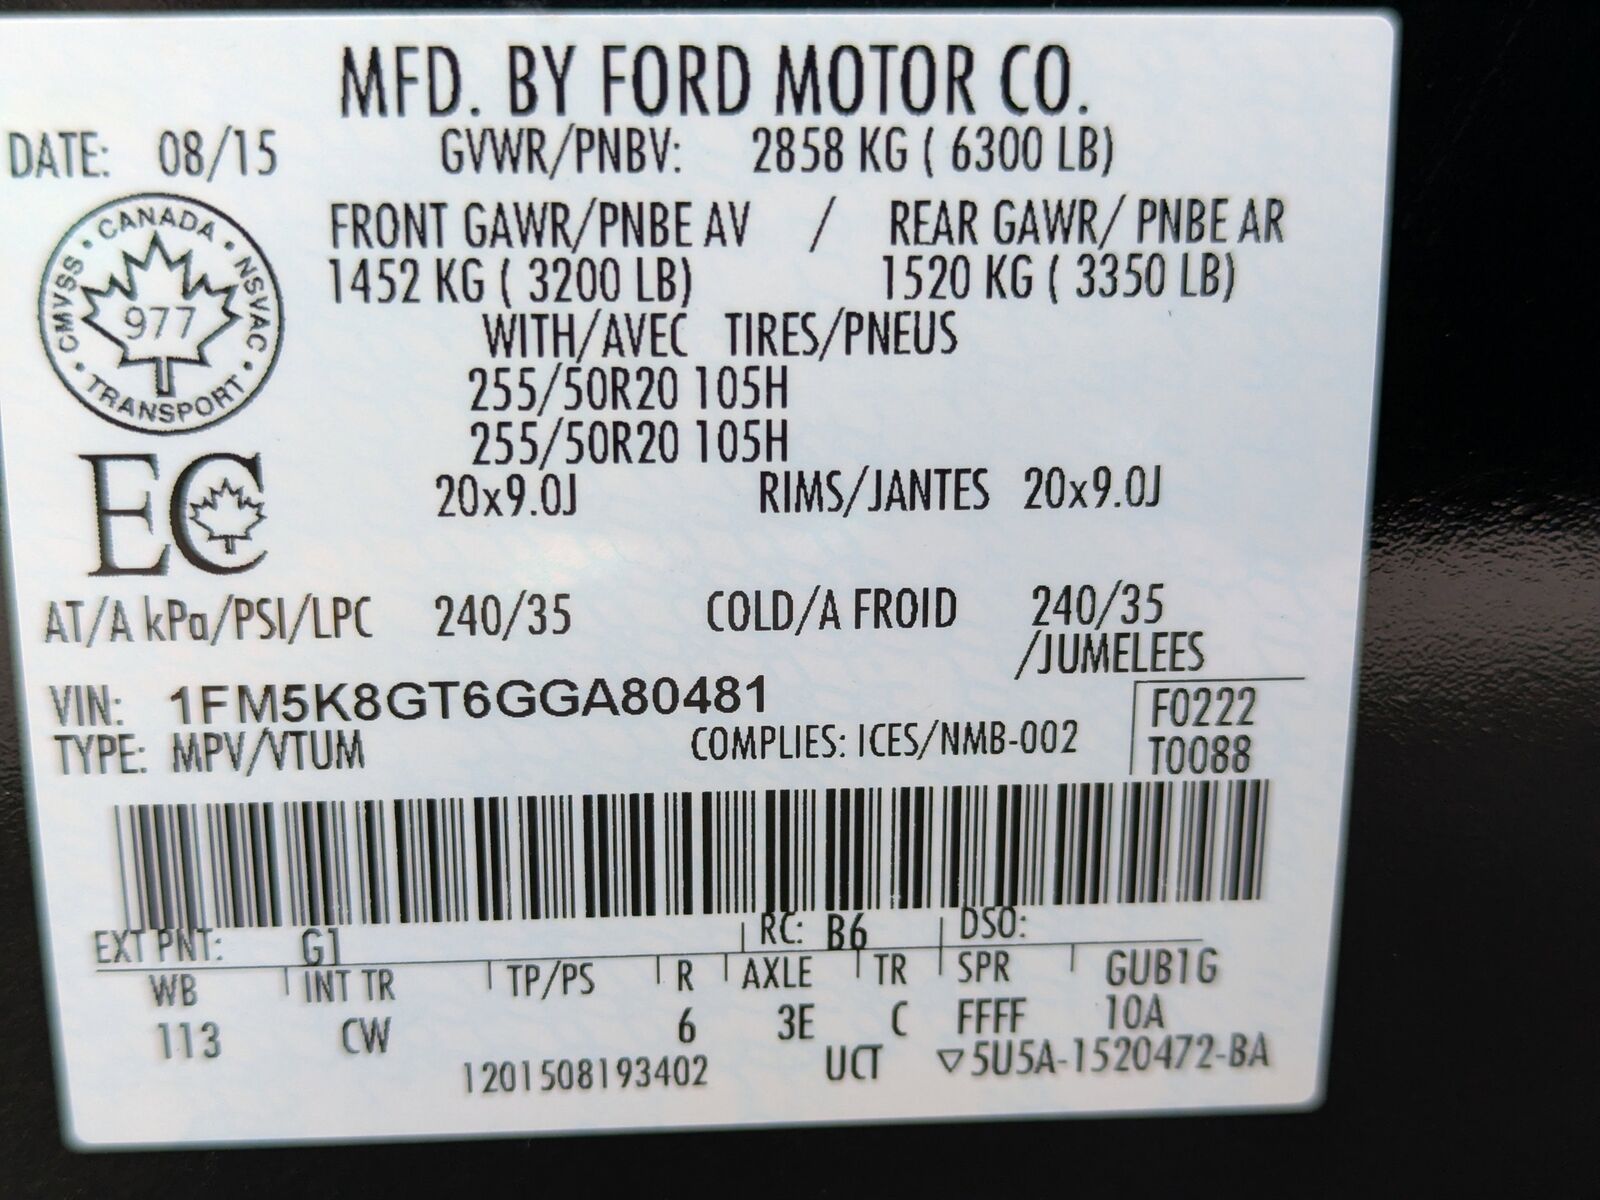 MFD. BY FORD MOTOR CO.
DATE: 08/15 GVWR/PNBV: 2858 KG ( 6300 LB)
FRONT GAWR/PNBE AV / REAR GAWR/ PNBE AR
1452 KG ( 3200 LB) 1520 KG ( 3350 LB)
CANADA · NSVAC · TRANSPORT · CMVSS ·
977
WITH/AVEC TIRES/PNEUS
255/50R20 105H
255/50R20 105H
EC
20x9.0J RIMS/JANTES 20x9.0J
AT/A kPa/PSI/LPC 240/35 COLD/A FROID 240/35
/JUMELEES
VIN: 1FM5K8GT6GGA80481 F0222
TYPE: MPV/VTUM COMPLIES: ICES/NMB-002 T0088
EXT PNT: G1 RC: B6 DSO:
WB INT TR TP/PS R AXLE TR SPR GUB1G
113 CW 6 3E C FFFF 10A
1201508193402 UCT ▽5U5A-1520472-BA